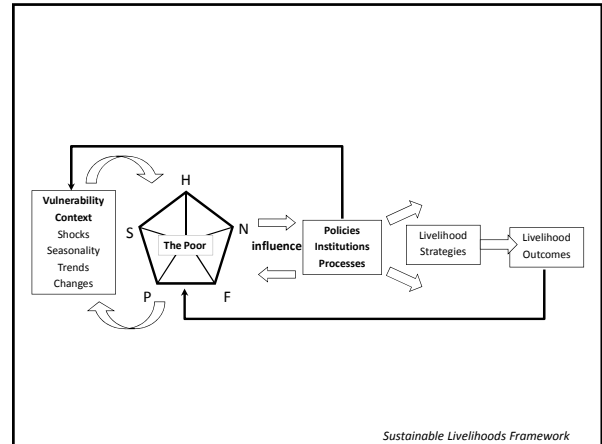 Vulnerability
Context
Shocks
Seasonality
Trends
Changes
H
S
N
The Poor
P
F
influence
Policies
Institutions
Processes
Livelihood
Strategies
Livelihood
Outcomes
Sustainable Livelihoods Framework